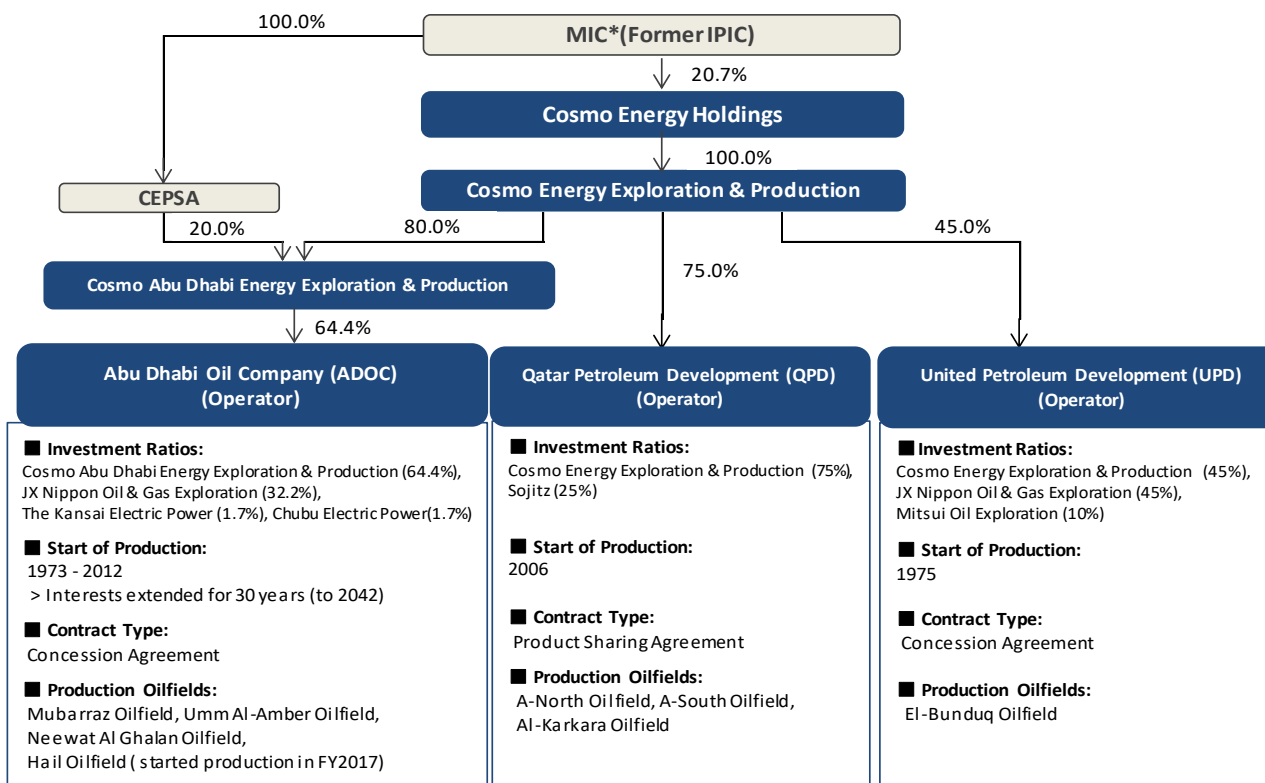 100.0%
MIC*(Former IPIC)
20.7%
Cosmo Energy Holdings
100.0%
Cosmo Energy Exploration & Production
CEPSA
20.0%
80.0%
45.0%
75.0%
Cosmo Abu Dhabi Energy Exploration & Production
64.4%
Abu Dhabi Oil Company (ADOC)
(Operator)
■ Investment Ratios:
Cosmo Abu Dhabi Energy Exploration & Production (64.4%),
JX Nippon Oil & Gas Exploration (32.2%),
The Kansai Electric Power (1.7%), Chubu Electric Power(1.7%)
■ Start of Production:
1973 - 2012
> Interests extended for 30 years (to 2042)
■ Contract Type:
Concession Agreement
■ Production Oilfields:
Mubarraz Oilfield, Umm Al-Amber Oilfield,
Neewat Al Ghalan Oilfield,
Hail Oilfield ( started production in FY2017)
Qatar Petroleum Development (QPD)
(Operator)
■ Investment Ratios:
Cosmo Energy Exploration & Production (75%),
Sojitz (25%)
■ Start of Production:
2006
■ Contract Type:
Product Sharing Agreement
■ Production Oilfields:
A-North Oilfield, A-South Oilfield,
Al-Karkara Oilfield
United Petroleum Development (UPD)
(Operator)
■ Investment Ratios:
Cosmo Energy Exploration & Production (45%),
JX Nippon Oil & Gas Exploration (45%),
Mitsui Oil Exploration (10%)
■ Start of Production:
1975
■ Contract Type:
Concession Agreement
■ Production Oilfields:
El-Bunduq Oilfield